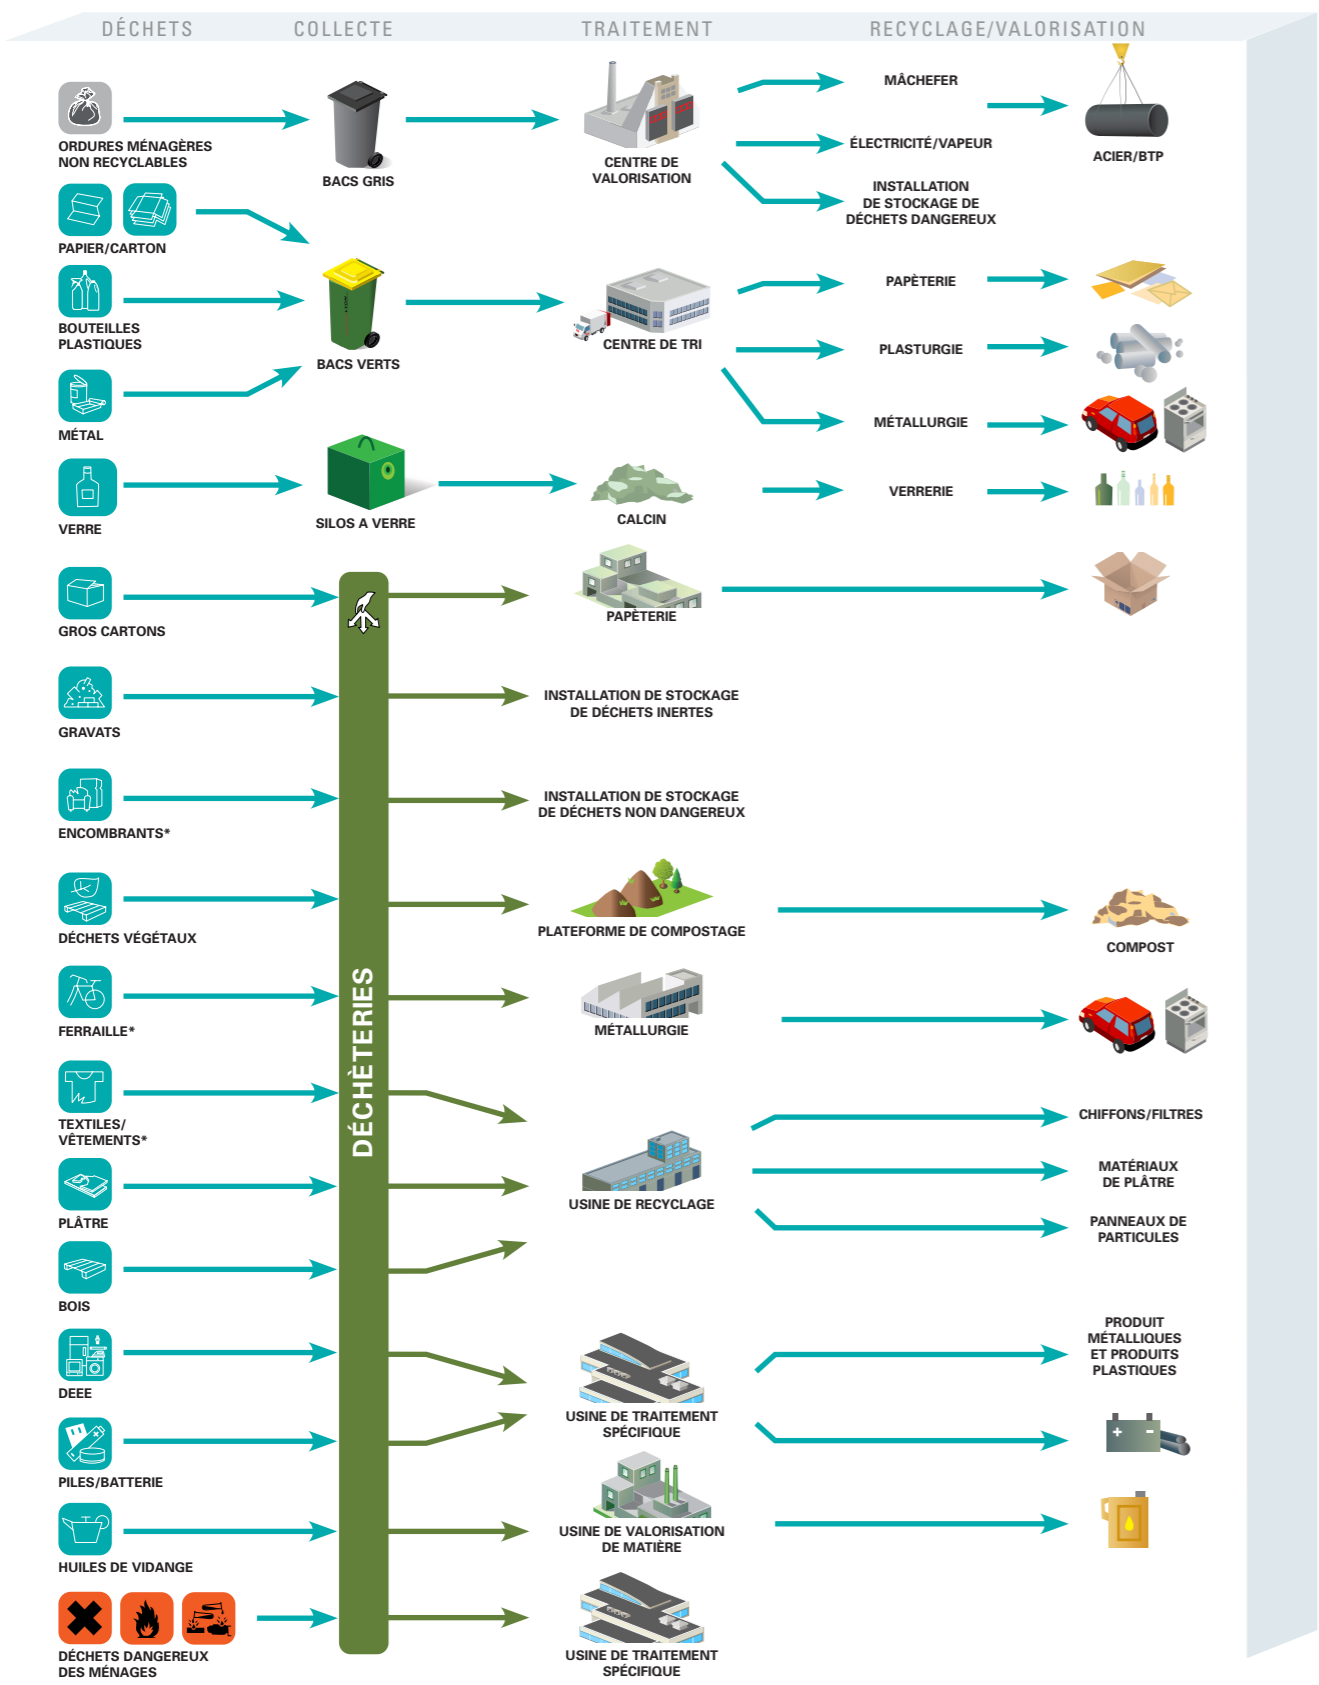 DÉCHETS
COLLECTE
TRAITEMENT
RECYCLAGE/VALORISATION
ORDURES MÉNAGÈRES
NON RECYCLABLES
BACS GRIS
CENTRE DE
VALORISATION
MÂCHEFER
ÉLECTRICITÉ/VAPEUR
INSTALLATION
DE STOCKAGE DE
DÉCHETS DANGEREUX
ACIER/BTP
PAPIER/CARTON
BOUTEILLES
PLASTIQUES
MÉTAL
BACS VERTS
CENTRE DE TRI
PAPÈTERIE
PLASTURGIE
MÉTALLURGIE
VERRE
SILOS A VERRE
CALCIN
VERRERIE
DÉCHÈTERIES
GROS CARTONS
PAPÈTERIE
GRAVATS
INSTALLATION DE STOCKAGE
DE DÉCHETS INERTES
ENCOMBRANTS*
INSTALLATION DE STOCKAGE
DE DÉCHETS NON DANGEREUX
DÉCHETS VÉGÉTAUX
PLATEFORME DE COMPOSTAGE
COMPOST
FERRAILLE*
MÉTALLURGIE
TEXTILES/
VÊTEMENTS*
PLÂTRE
BOIS
USINE DE RECYCLAGE
CHIFFONS/FILTRES
MATÉRIAUX
DE PLÂTRE
PANNEAUX DE
PARTICULES
DEEE
PILES/BATTERIE
USINE DE TRAITEMENT
SPÉCIFIQUE
PRODUIT
MÉTALLIQUES
ET PRODUITS
PLASTIQUES
+ -
HUILES DE VIDANGE
USINE DE VALORISATION
DE MATIÈRE
DÉCHETS DANGEREUX
DES MÉNAGES
USINE DE TRAITEMENT
SPÉCIFIQUE